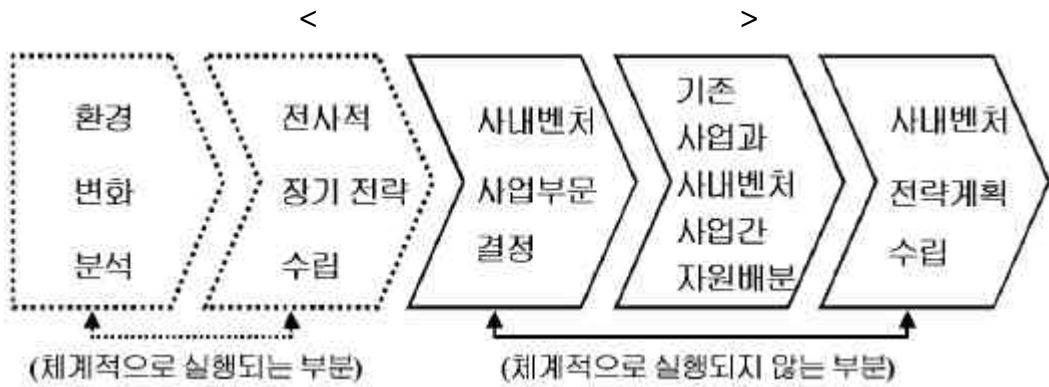 < >
환경
변화
분석
전사적
장기 전략
수립
사내벤처
사업부문
결정
기존
사업과
사내벤처
사업간
자원배분
사내벤처
전략계획
수립
(체계적으로 실행되는 부분)
(체계적으로 실행되지 않는 부분)